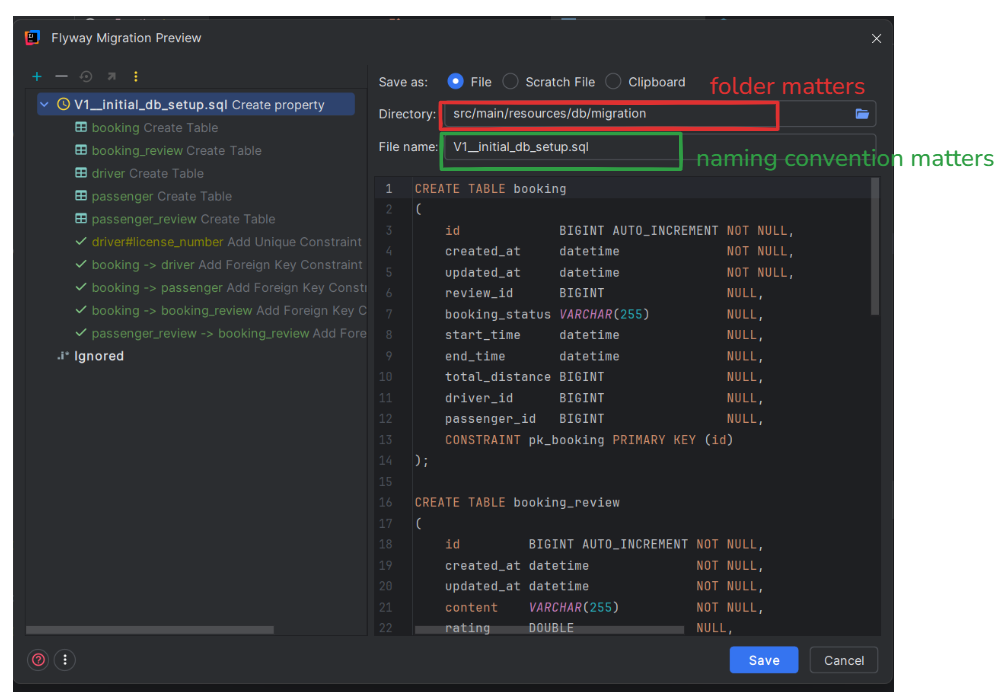 Flyway Migration Preview
V1__initial_db_setup.sql Create property
booking Create Table
booking_review Create Table
driver Create Table
passenger Create Table
passenger_review Create Table
driver#license_number Add Unique Constraint
booking -> driver Add Foreign Key Constraint
booking -> passenger Add Foreign Key Constr
booking -> booking_review Add Foreign Key C
passenger_review -> booking_review Add Fore
Ignored
Save as: File Scratch File Clipboard
folder matters
Directory: src/main/resources/db/migration
File name: V1__initial_db_setup.sql
naming convention matters
1 CREATE TABLE booking
2 (
3 id BIGINT AUTO_INCREMENT NOT NULL,
4 created_at datetime NOT NULL,
5 updated_at datetime NOT NULL,
6 review_id BIGINT NULL,
7 booking_status VARCHAR(255) NULL,
8 start_time datetime NULL,
9 end_time datetime NULL,
10 total_distance BIGINT NULL,
11 driver_id BIGINT NULL,
12 passenger_id BIGINT NULL,
13 CONSTRAINT pk_booking PRIMARY KEY (id)
14 );
15
16 CREATE TABLE booking_review
17 (
18 id BIGINT AUTO_INCREMENT NOT NULL,
19 created_at datetime NOT NULL,
20 updated_at datetime NOT NULL,
21 content VARCHAR(255) NOT NULL,
22 rating DOUBLE NULL,
Save Cancel